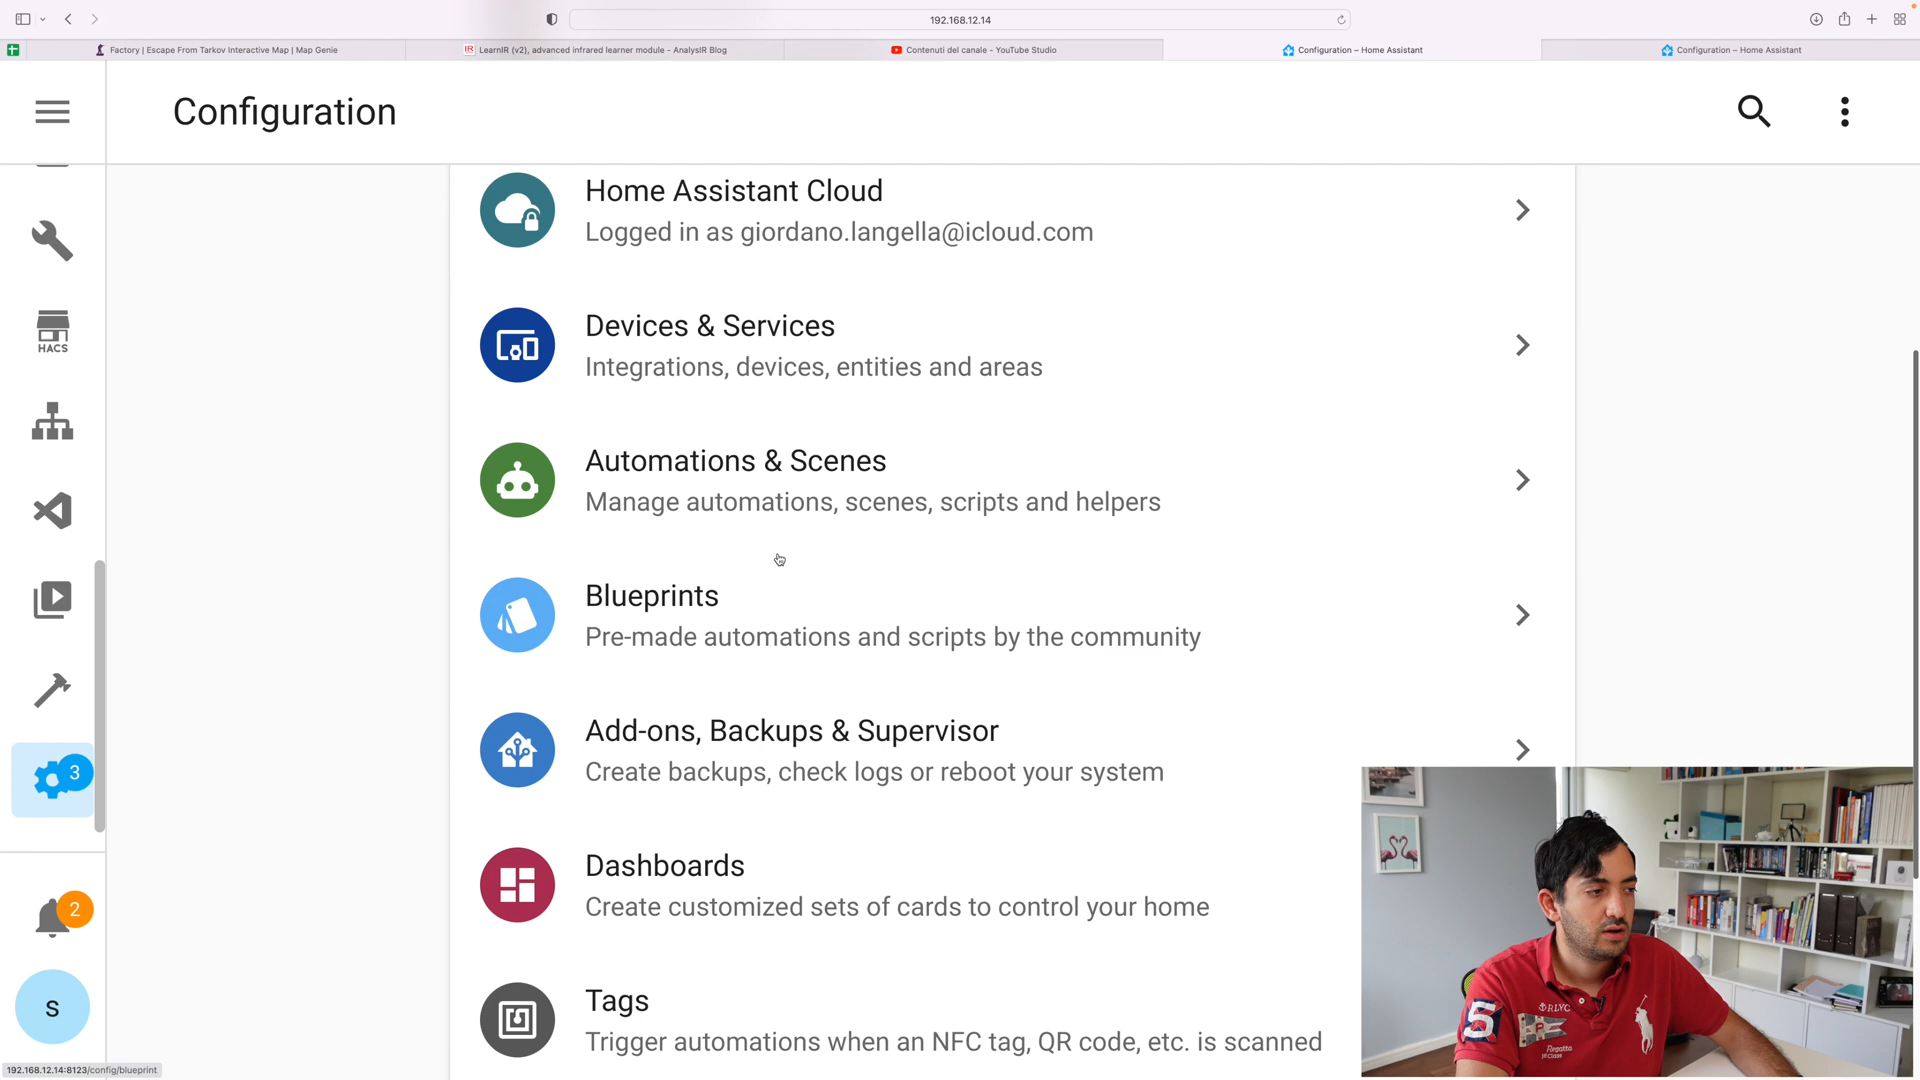 192.168.12.14
Factory | Escape From Tarkov Interactive Map | Map Genie
IR LearnIR (v2), advanced infrared learner module - AnalysIR Blog
Contenuti del canale - YouTube Studio
Configuration – Home Assistant
Configuration – Home Assistant
Configuration
Home Assistant Cloud
Logged in as giordano.langella@icloud.com
Devices & Services
Integrations, devices, entities and areas
HACS
Automations & Scenes
Manage automations, scenes, scripts and helpers
Blueprints
Pre-made automations and scripts by the community
Add-ons, Backups & Supervisor
Create backups, check logs or reboot your system
3
Dashboards
Create customized sets of cards to control your home
2
Tags
Trigger automations when an NFC tag, QR code, etc. is scanned
S
192.168.12.14:8123/config/blueprint
RLYC
5
P
Regatta